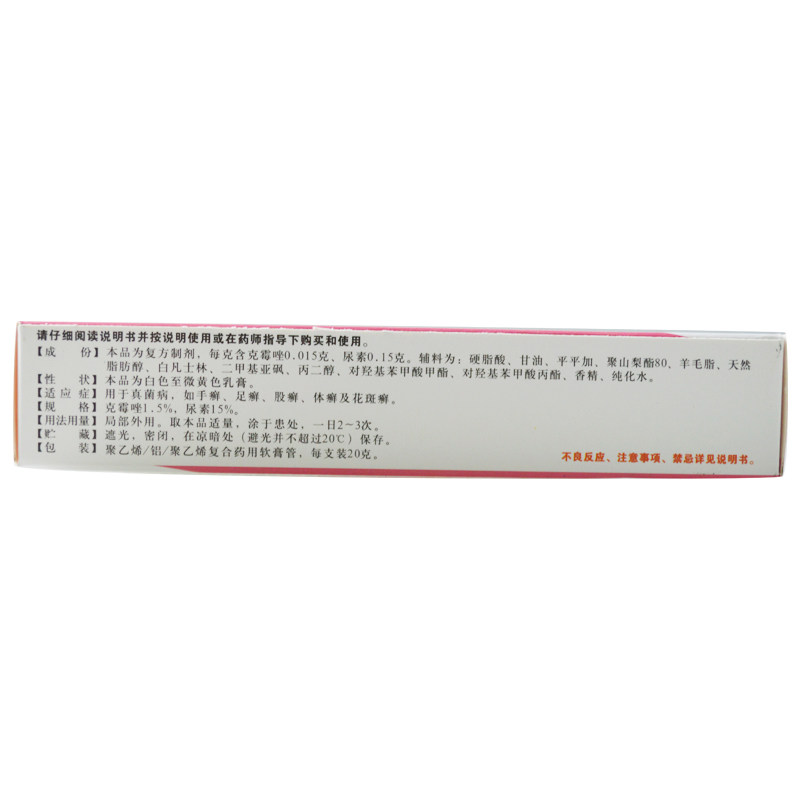 请仔细阅读说明书并按说明使用或在药师指导下购买和使用。
【成 份】本品为复方制剂，每克含克霉唑0.015克、尿素0.15克。辅料为：硬脂酸、甘油、平平加、聚山梨酯80、羊毛脂、天然
脂肪醇、白凡士林、二甲基亚砜、丙二醇、对羟基苯甲酸甲酯、对羟基苯甲酸丙酯、香精、纯化水。
【性 状】本品为白色至微黄色乳膏。
【适应症】用于真菌病，如手癣、足癣、股癣、体癣及花斑癣。
【规 格】克霉唑1.5%，尿素15%。
【用法用量】局部外用。取本品适量，涂于患处，一日2~3次。
【贮 藏】遮光，密闭，在凉暗处（避光并不超过20℃）保存。
【包 装】聚乙烯/铝/聚乙烯复合药用软膏管，每支装20克。
不良反应、注意事项、禁忌详见说明书。